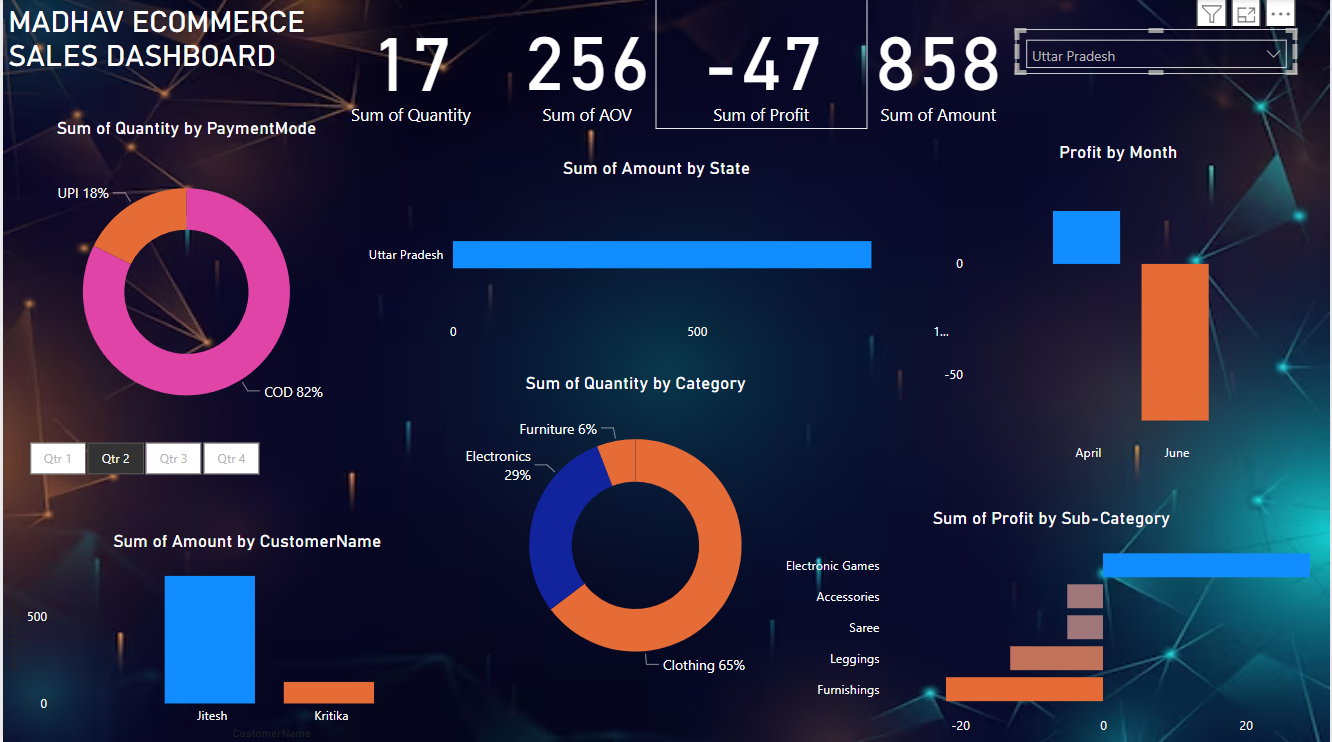 MADHAV ECOMMERCE
SALES DASHBOARD
17
Sum of Quantity
256
Sum of AOV
-47
Sum of Profit
858
Sum of Amount
Uttar Pradesh
Sum of Quantity by PaymentMode
UPI 18%
COD 82%
Sum of Amount by State
Uttar Pradesh
0
500
1...
Profit by Month
0
-50
April
June
Qtr 1
Qtr 2
Qtr 3
Qtr 4
Sum of Quantity by Category
Furniture 6%
Electronics
29%
Clothing 65%
Sum of Amount by CustomerName
500
0
Jitesh
Kritika
CustomerName
Sum of Profit by Sub-Category
Electronic Games
Accessories
Saree
Leggings
Furnishings
-20
0
20